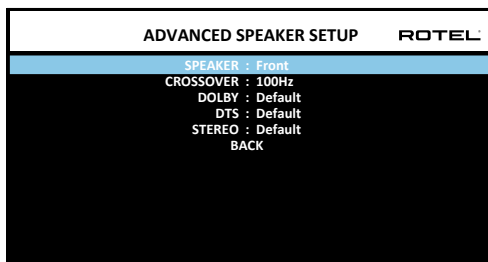 ADVANCED SPEAKER SETUP ROTEL
SPEAKER : Front
CROSSOVER : 100Hz
DOLBY : Default
DTS : Default
STEREO : Default
BACK